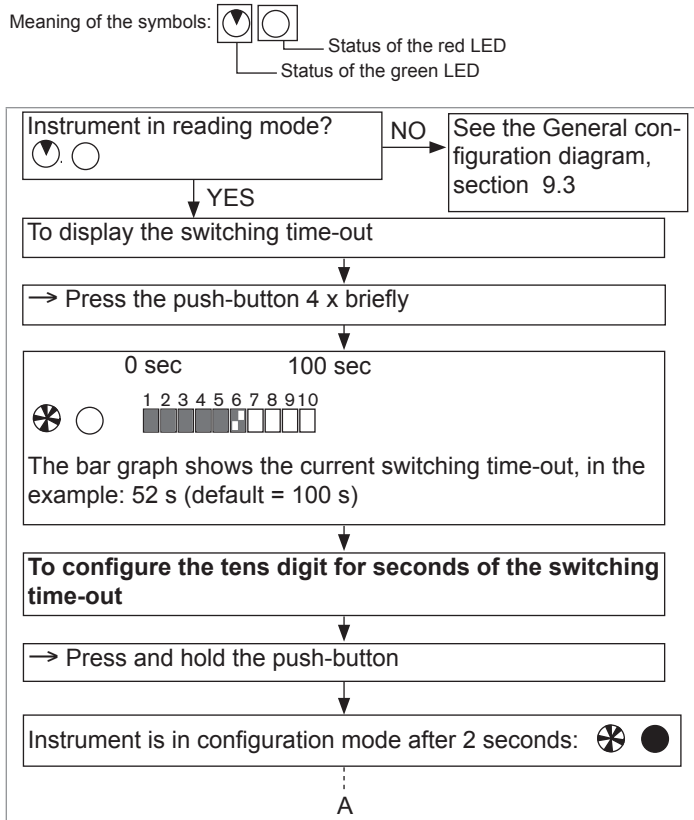 Meaning of the symbols:
Status of the red LED
Status of the green LED
Instrument in reading mode?
NO
See the General con-
figuration diagram,
section 9.3
YES
To display the switching time-out
→ Press the push-button 4 x briefly
0 sec 100 sec
1 2 3 4 5 6 7 8 9 10
The bar graph shows the current switching time-out, in the
example: 52 s (default = 100 s)
To configure the tens digit for seconds of the switching
time-out
→ Press and hold the push-button
Instrument is in configuration mode after 2 seconds:
A